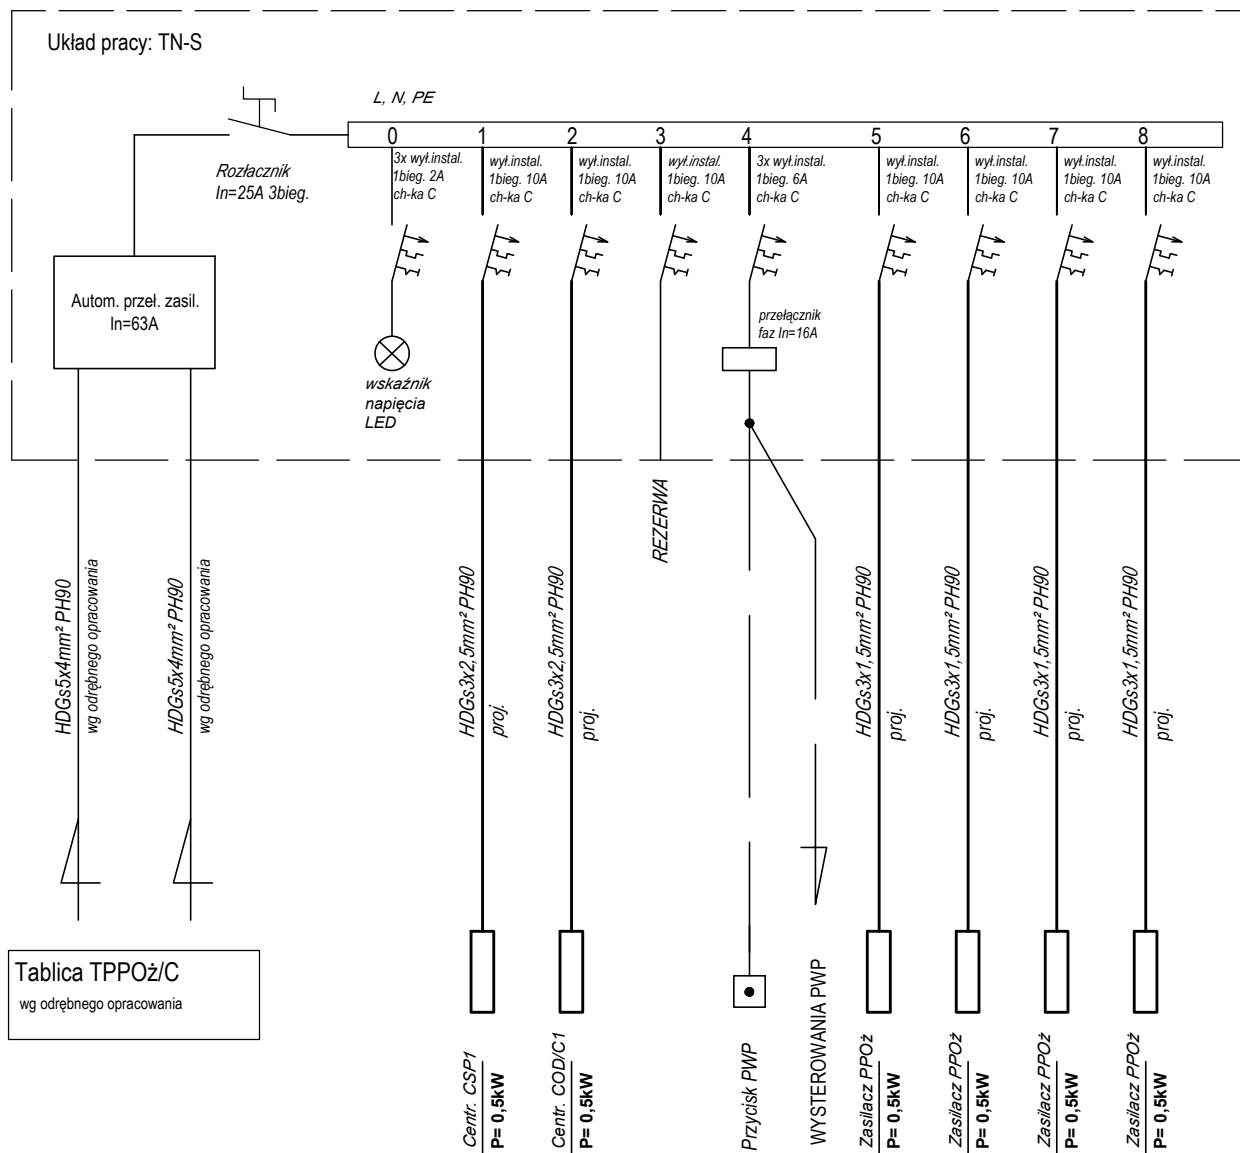 Układ pracy: TN-S
L, N, PE
0 1 2 3 4 5 6 7 8
Rozłacznik
In=25A 3bieg.
3x wył.instal.
1bieg. 2A
ch-ka C
wył.instal.
1bieg. 10A
ch-ka C
wył.instal.
1bieg. 10A
ch-ka C
wył.instal.
1bieg. 10A
ch-ka C
3x wył.instal.
1bieg. 6A
ch-ka C
wył.instal.
1bieg. 10A
ch-ka C
wył.instal.
1bieg. 10A
ch-ka C
wył.instal.
1bieg. 10A
ch-ka C
wył.instal.
1bieg. 10A
ch-ka C
Autom. przeł. zasil.
In=63A
przełącznik
faz In=16A
wskaźnik
napięcia
LED
REZERWA
HDGs5x4mm² PH90
wg odrębnego opracowania
HDGs5x4mm² PH90
wg odrębnego opracowania
HDGs3x2,5mm² PH90
proj.
HDGs3x2,5mm² PH90
proj.
HDGs3x1,5mm² PH90
proj.
HDGs3x1,5mm² PH90
proj.
HDGs3x1,5mm² PH90
proj.
HDGs3x1,5mm² PH90
proj.
Tablica TPPOż/C
wg odrębnego opracowania
Centr. CSP1
P= 0,5kW
Centr. COD/C1
P= 0,5kW
Przycisk PWP
WYSTEROWANIA PWP
Zasilacz PPOż
P= 0,5kW
Zasilacz PPOż
P= 0,5kW
Zasilacz PPOż
P= 0,5kW
Zasilacz PPOż
P= 0,5kW